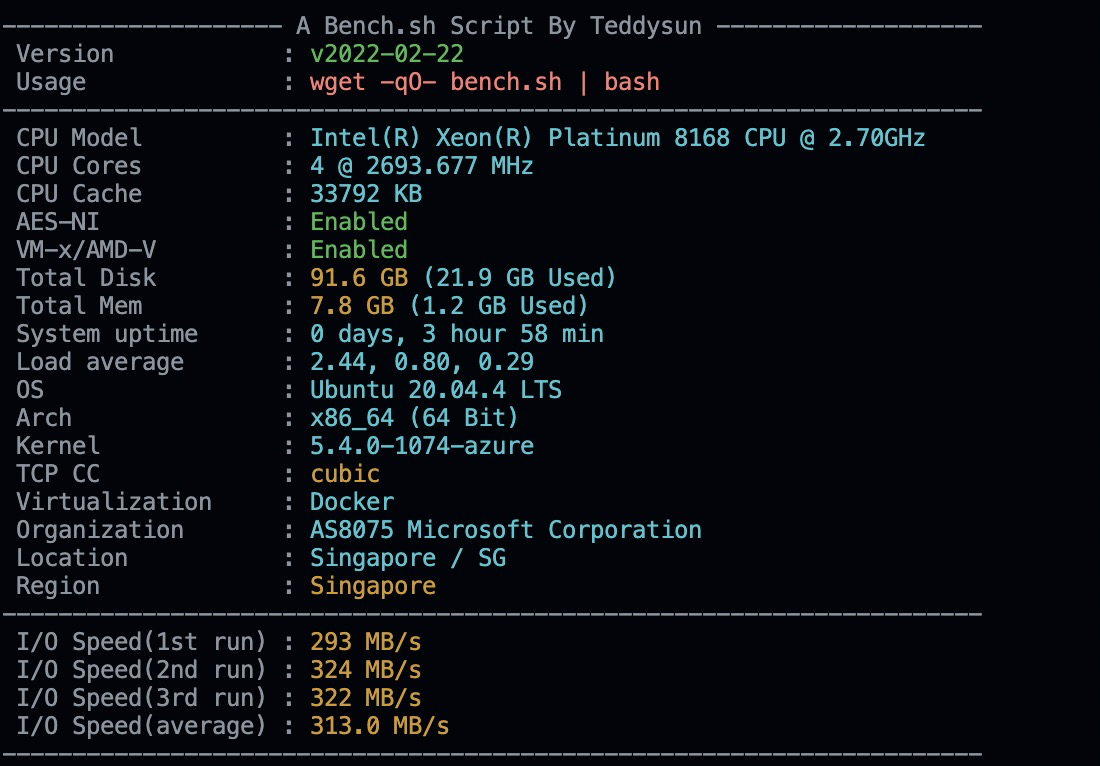 -------------------- A Bench.sh Script By Teddysun -------------------
 Version            : v2022-02-22
 Usage              : wget -qO- bench.sh | bash
----------------------------------------------------------------------
 CPU Model          : Intel(R) Xeon(R) Platinum 8168 CPU @ 2.70GHz
 CPU Cores          : 4 @ 2693.677 MHz
 CPU Cache          : 33792 KB
 AES-NI             : Enabled
 VM-x/AMD-V         : Enabled
 Total Disk         : 91.6 GB (21.9 GB Used)
 Total Mem          : 7.8 GB (1.2 GB Used)
 System uptime      : 0 days, 3 hour 58 min
 Load average       : 2.44, 0.80, 0.29
 OS                 : Ubuntu 20.04.4 LTS
 Arch               : x86_64 (64 Bit)
 Kernel             : 5.4.0-1074-azure
 TCP CC             : cubic
 Virtualization     : Docker
 Organization       : AS8075 Microsoft Corporation
 Location           : Singapore / SG
 Region             : Singapore
----------------------------------------------------------------------
 I/O Speed(1st run) : 293 MB/s
 I/O Speed(2nd run) : 324 MB/s
 I/O Speed(3rd run) : 322 MB/s
 I/O Speed(average) : 313.0 MB/s
----------------------------------------------------------------------